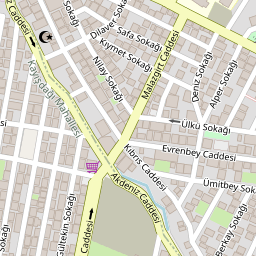 Dilaver Sokağı
Safa Sokağı
Kıymet Sokağı
Caddesi
Kayışdağı Mahallesi
Nilay Sokağı
Malazgirt Caddesi
Deniz Sokağı
Alper Sokağı
Ülkü Sokağı
Evrenbey Caddesi
Kıbrıs Caddesi
Ümitbey Sokağı
Akdeniz Caddesi
Gültekin Sokağı
Caddesi
Berkay Sokağı